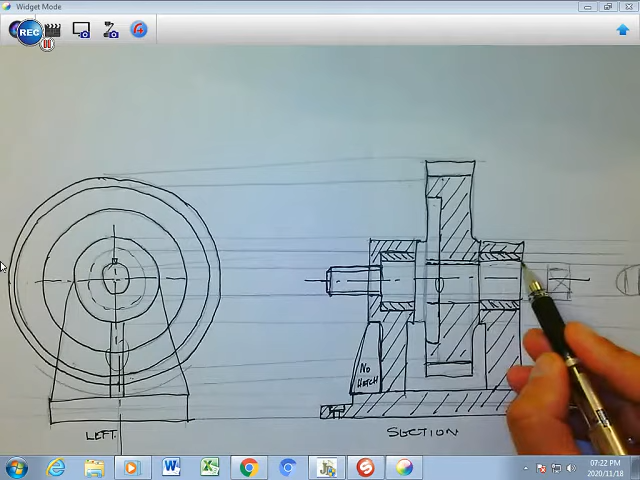 Widget Mode
REC
NO
HATCH
LEFT
SECTION
07:22 PM
2020/11/18